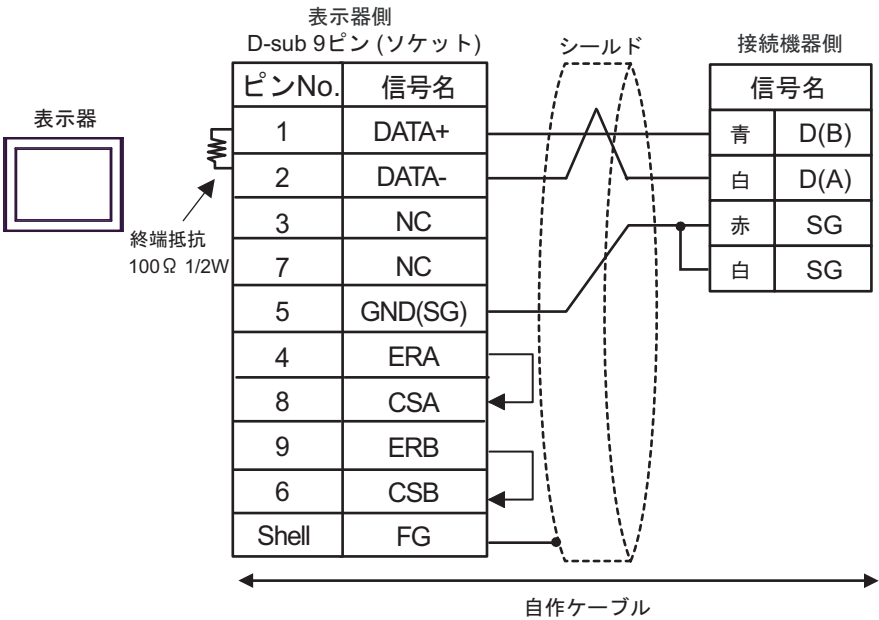 表示器側
D-sub 9ピン (ソケット)
シールド
接続機器側
表示器
終端抵抗
100Ω 1/2W
ピンNo. 信号名
1 DATA+
2 DATA-
3 NC
7 NC
5 GND(SG)
4 ERA
8 CSA
9 ERB
6 CSB
Shell FG
信号名
青 D(B)
白 D(A)
赤 SG
白 SG
自作ケーブル